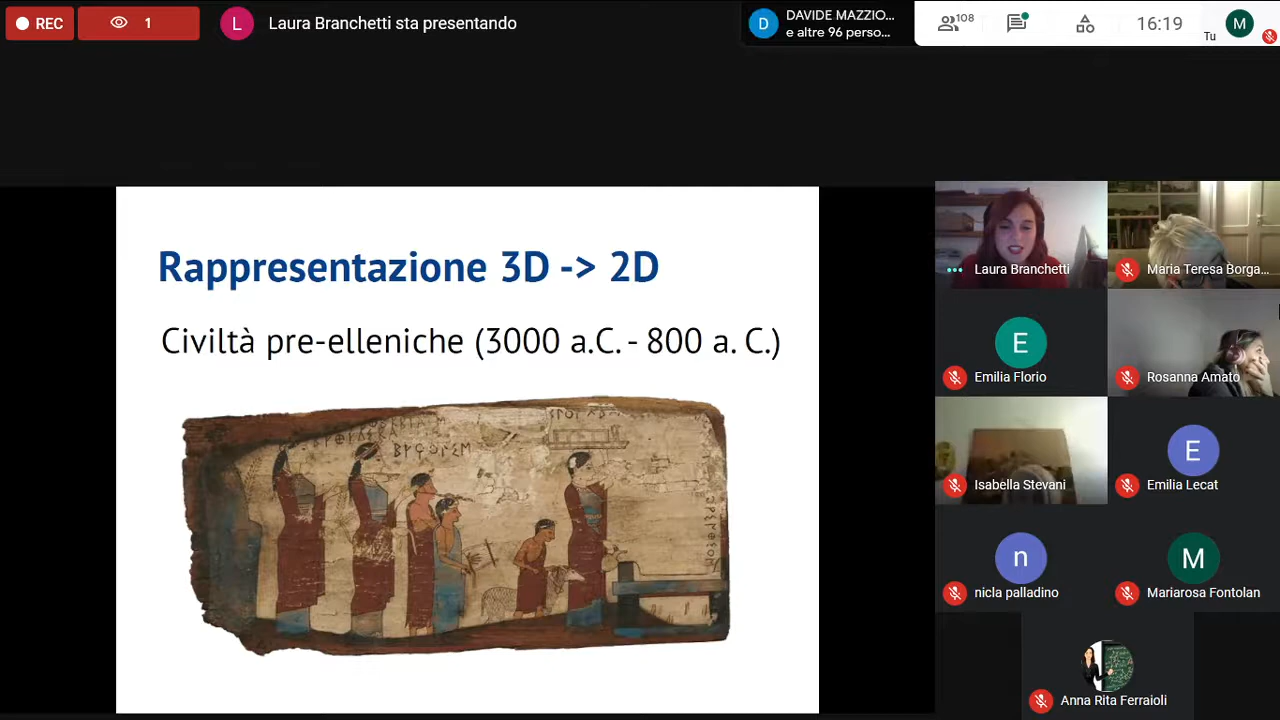 REC
1
L
Laura Branchetti sta presentando
D
DAVIDE MAZZIO...
e altre 96 perso...
108
16:19
Tu
M
Rappresentazione 3D -> 2D
Civiltà pre-elleniche (3000 a.C. - 800 a. C.)
Laura Branchetti
Maria Teresa Borga...
E
Emilia Florio
Rosanna Amato
Isabella Stevani
E
Emilia Lecat
n
nicla palladino
M
Mariarosa Fontolan
Anna Rita Ferraioli